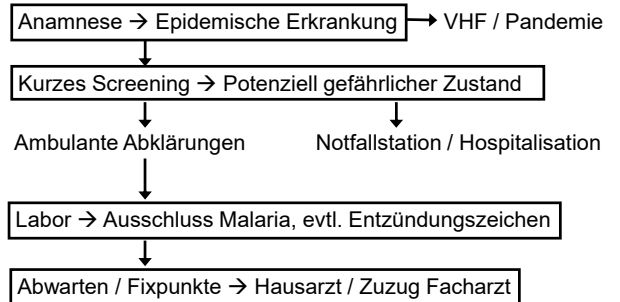 Anamnese → Epidemische Erkrankung → VHF / Pandemie
Kurzes Screening → Potenziell gefährlicher Zustand
Ambulante Abklärungen Notfallstation / Hospitalisation
Labor → Ausschluss Malaria, evtl. Entzündungszeichen
Abwarten / Fixpunkte → Hausarzt / Zuzug Facharzt